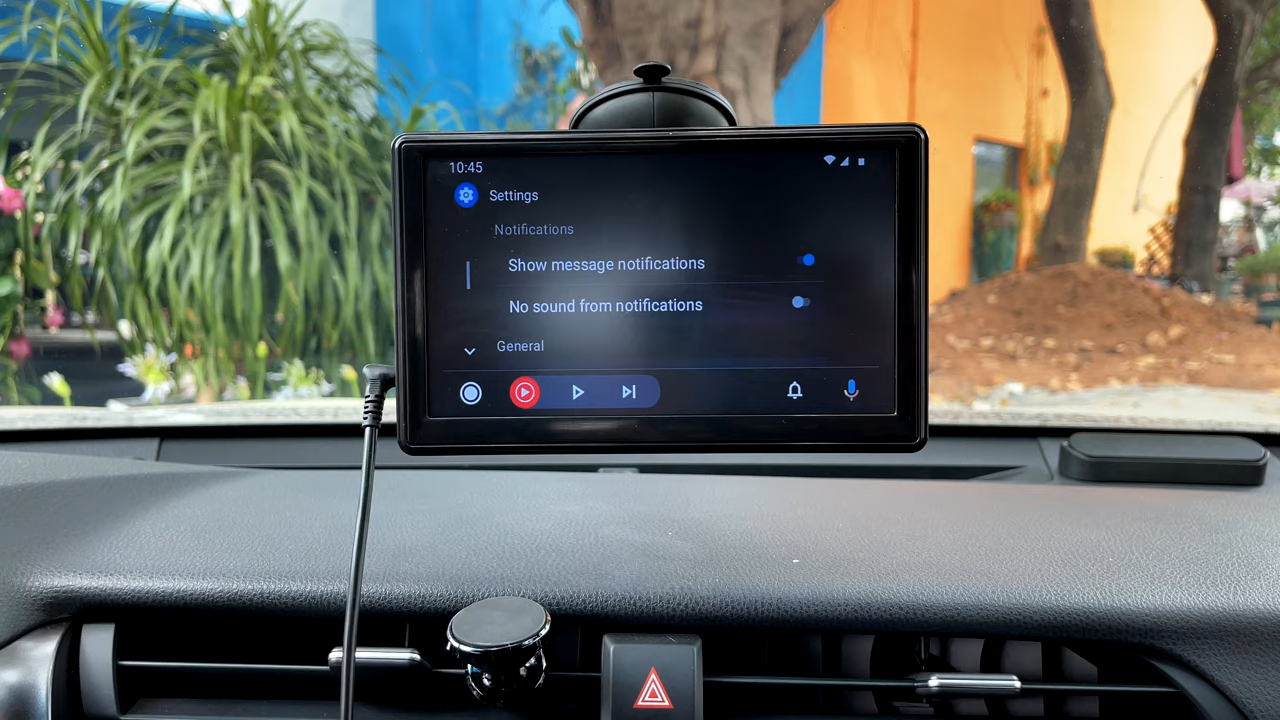 10:45
Settings
Notifications
Show message notifications
No sound from notifications
General